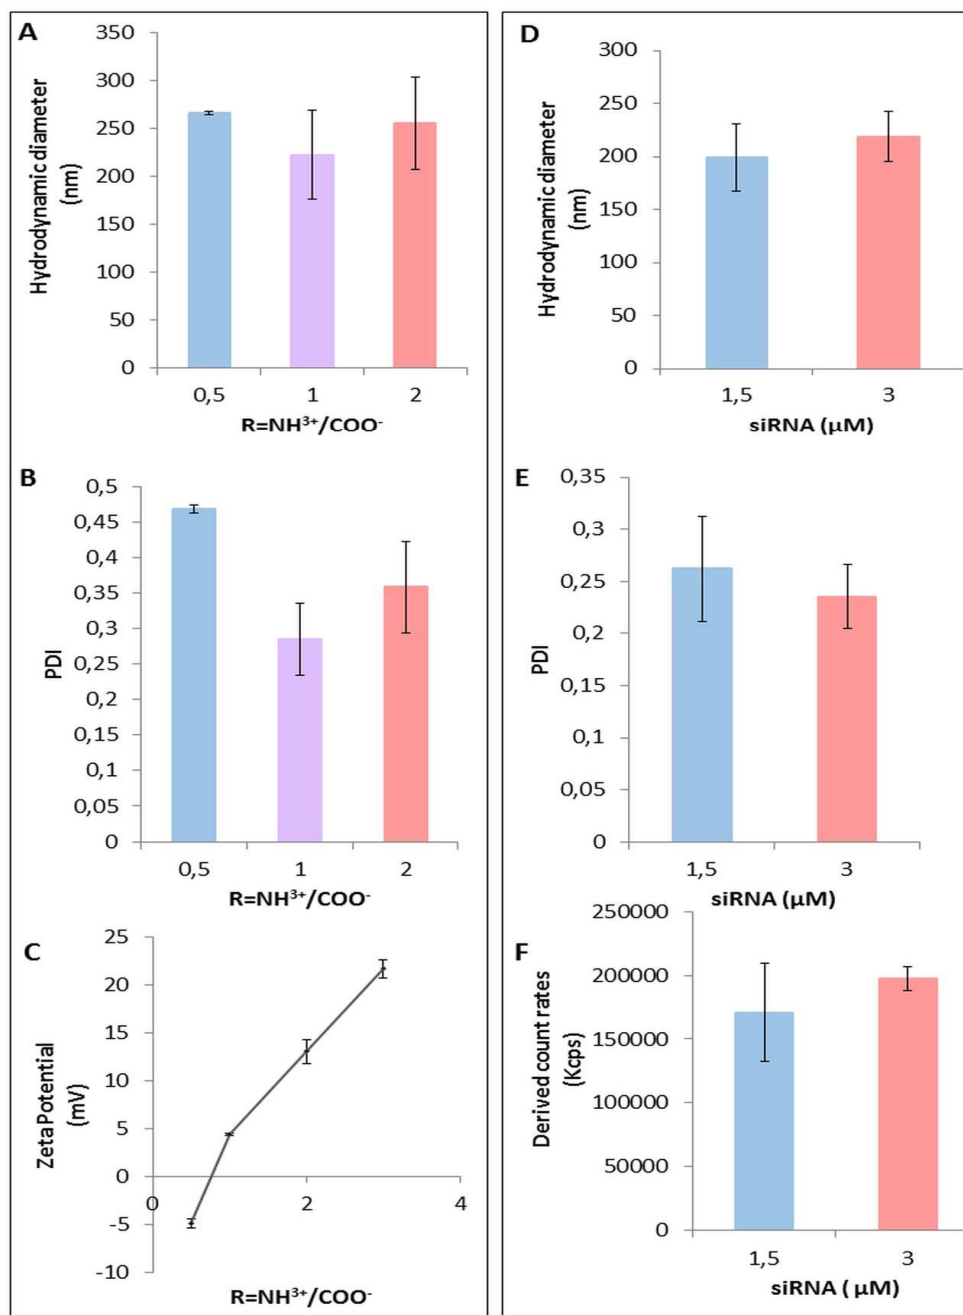 A
Hydrodynamic diameter
(nm)
350
300
250
200
150
100
50
0
0,5 1 2
R=NH³⁺/COO⁻
B
PDI
0,5
0,45
0,4
0,35
0,3
0,25
0,2
0,15
0,1
0,05
0
0,5 1 2
R=NH³⁺/COO⁻
C
Zeta Potential
(mV)
25
20
15
10
5
0
-5
-10
0 2 4
R=NH³⁺/COO⁻
D
Hydrodynamic diameter
(nm)
300
250
200
150
100
50
0
1,5 3
siRNA (µM)
E
PDI
0,35
0,3
0,25
0,2
0,15
0,1
0,05
0
1,5 3
siRNA (µM)
F
Derived count rates
(Kcps)
250000
200000
150000
100000
50000
0
1,5 3
siRNA ( µM)